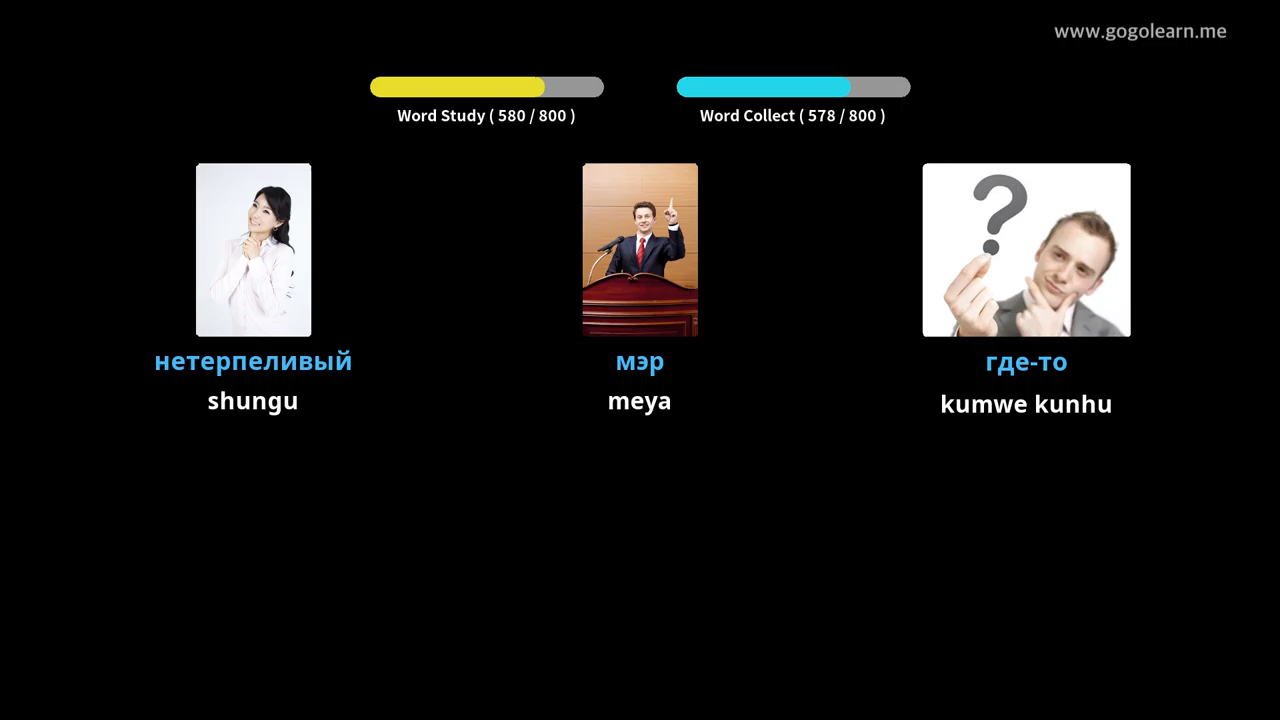 www.gogolearn.me
Word Study ( 580 / 800 )
Word Collect ( 578 / 800 )
нетерпеливый
shungu
мэр
meya
где-то
kumwe kunhu